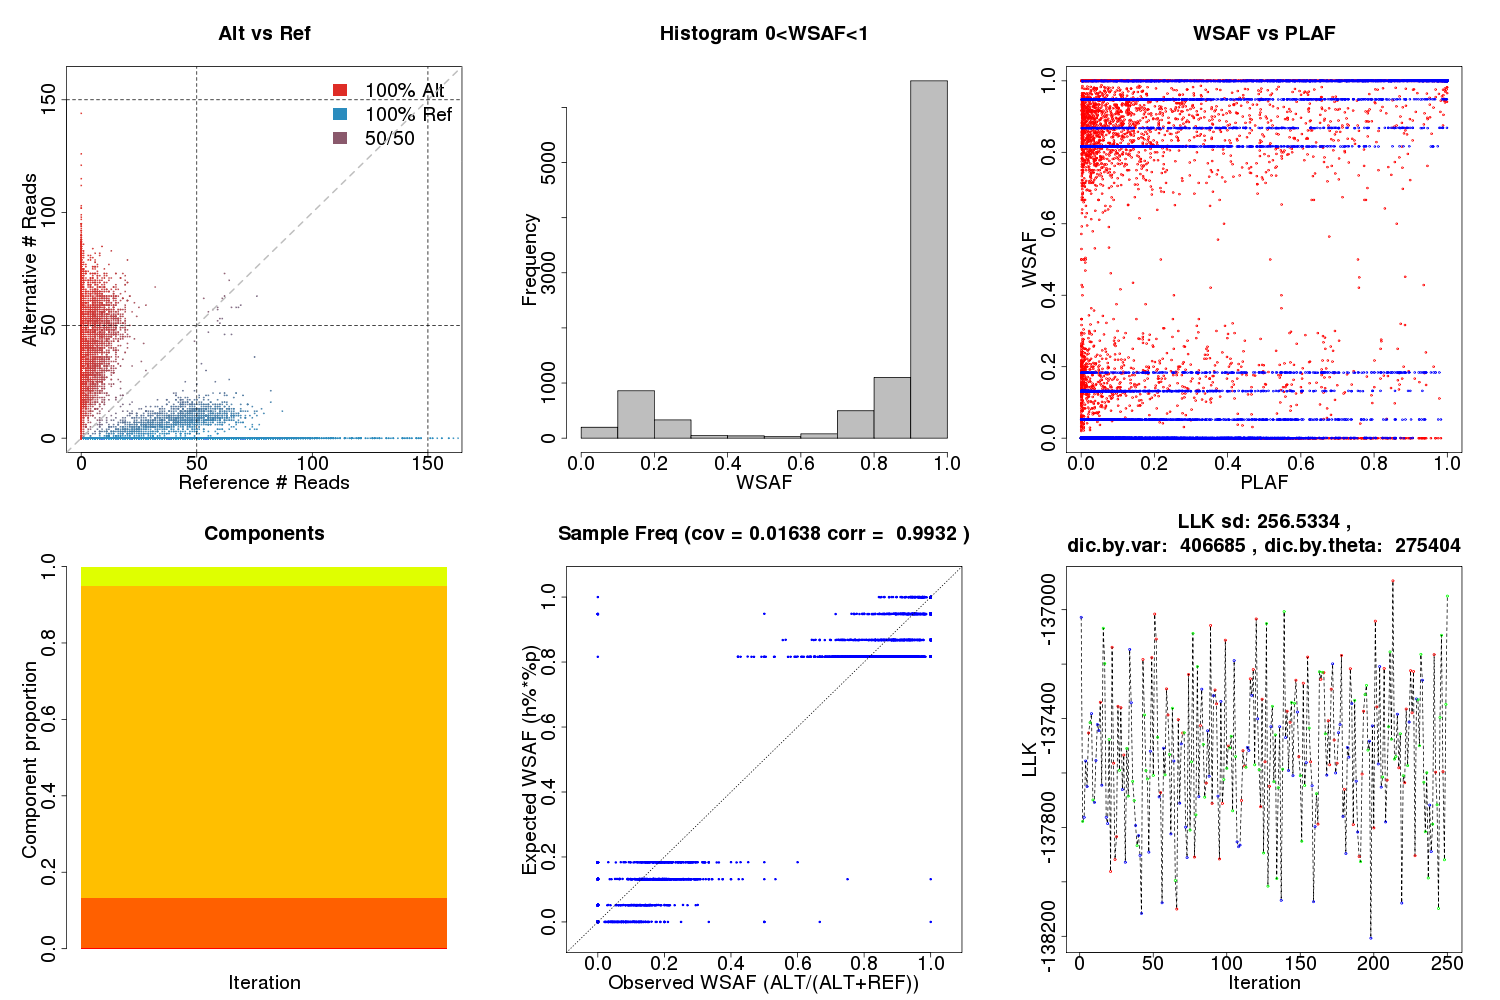 Alt vs Ref
100% Alt
100% Ref
50/50
Alternative # Reads
0 50 100 150
0 50 100 150
Reference # Reads
Histogram 0<WSAF<1
Frequency
0 1000 3000 5000
0.0 0.2 0.4 0.6 0.8 1.0
WSAF
WSAF vs PLAF
WSAF
0.0 0.2 0.4 0.6 0.8 1.0
0.0 0.2 0.4 0.6 0.8 1.0
PLAF
Components
Component proportion
0.0 0.2 0.4 0.6 0.8 1.0
Iteration
Sample Freq (cov = 0.01638 corr = 0.9932 )
Expected WSAF (h%*%p)
0.0 0.2 0.4 0.6 0.8 1.0
0.0 0.2 0.4 0.6 0.8 1.0
Observed WSAF (ALT/(ALT+REF))
LLK sd: 256.5334 ,
dic.by.var: 406685 , dic.by.theta: 275404
LLK
-138200 -137800 -137400 -137000
0 50 100 150 200 250
Iteration